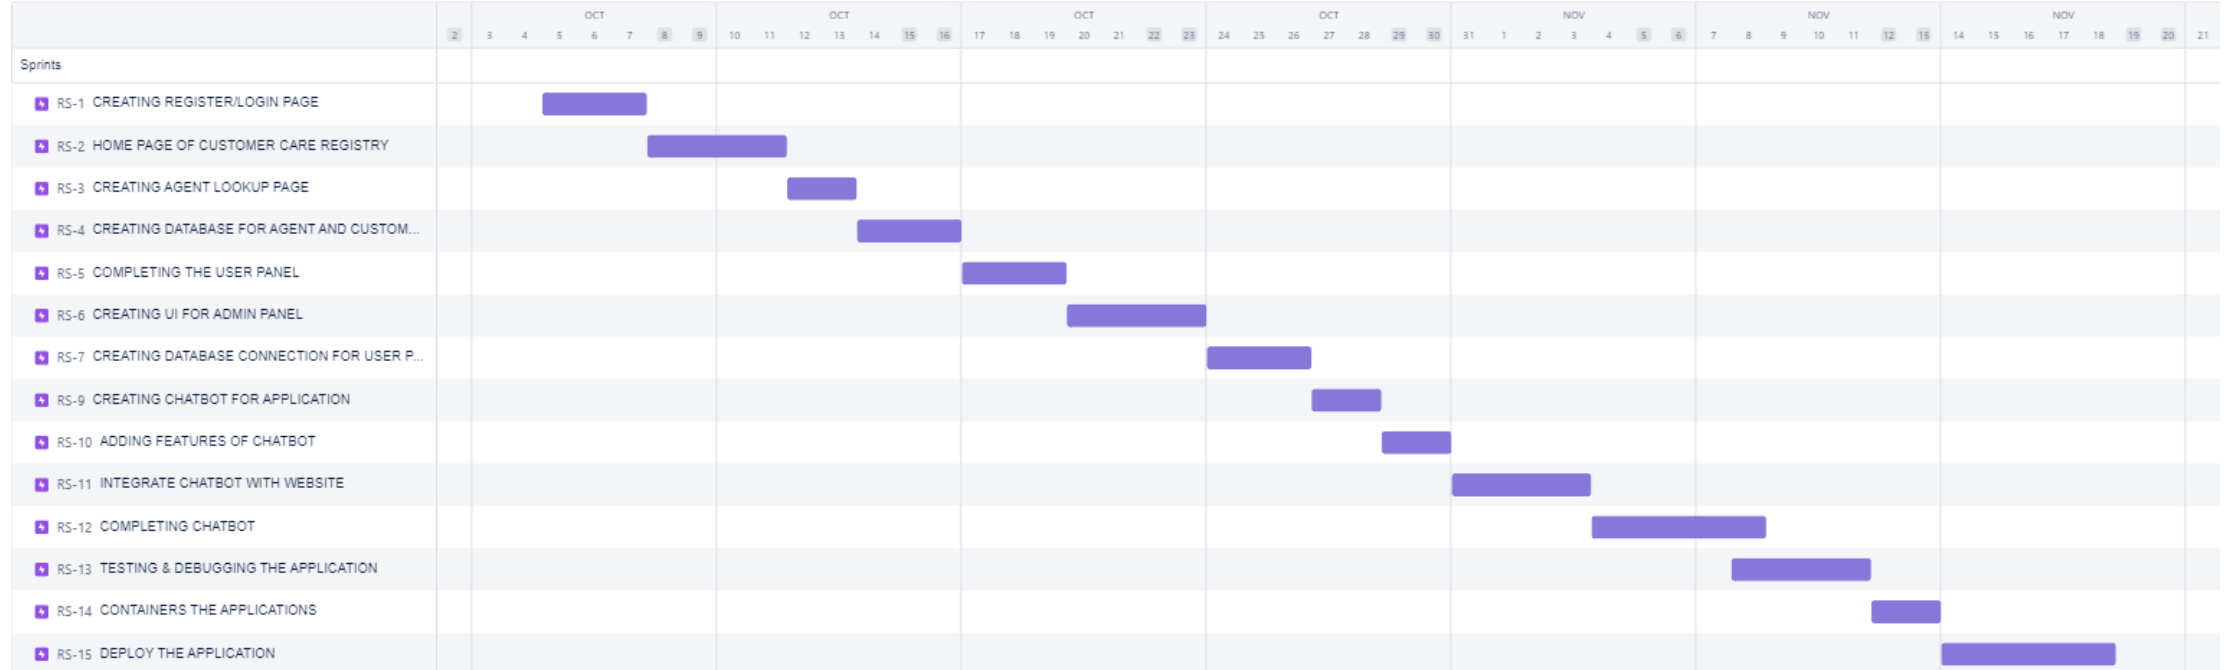 OCT OCT OCT OCT NOV NOV NOV
2 3 4 5 6 7 8 9 10 11 12 13 14 15 16 17 18 19 20 21 22 23 24 25 26 27 28 29 30 31 1 2 3 4 5 6 7 8 9 10 11 12 13 14 15 16 17 18 19 20 21
Sprints
RS-1 CREATING REGISTER/LOGIN PAGE
RS-2 HOME PAGE OF CUSTOMER CARE REGISTRY
RS-3 CREATING AGENT LOOKUP PAGE
RS-4 CREATING DATABASE FOR AGENT AND CUSTOM...
RS-5 COMPLETING THE USER PANEL
RS-6 CREATING UI FOR ADMIN PANEL
RS-7 CREATING DATABASE CONNECTION FOR USER P...
RS-9 CREATING CHATBOT FOR APPLICATION
RS-10 ADDING FEATURES OF CHATBOT
RS-11 INTEGRATE CHATBOT WITH WEBSITE
RS-12 COMPLETING CHATBOT
RS-13 TESTING & DEBUGGING THE APPLICATION
RS-14 CONTAINERS THE APPLICATIONS
RS-15 DEPLOY THE APPLICATION